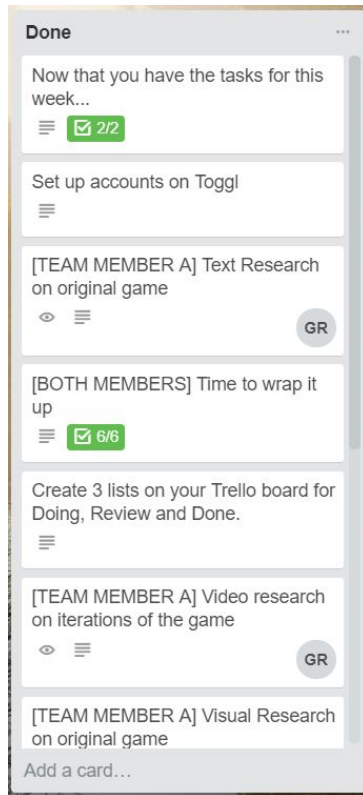 Done
Now that you have the tasks for this
week...
2/2
Set up accounts on Toggl
[TEAM MEMBER A] Text Research
on original game
GR
[BOTH MEMBERS] Time to wrap it
up
6/6
Create 3 lists on your Trello board for
Doing, Review and Done.
[TEAM MEMBER A] Video research
on iterations of the game
GR
[TEAM MEMBER A] Visual Research
on original game
Add a card...